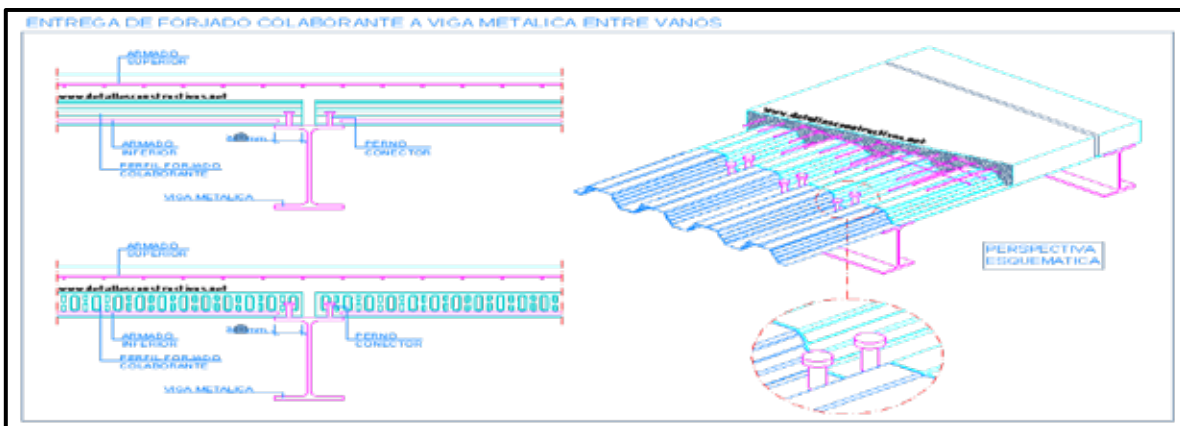 ENTREGA DE FORJADO COLABORANTE A VIGA METALICA ENTRE VANOS
ARMADO
SUPERIOR
www.detallesconstructivos.net
ARMADO
INFERIOR
PERFIL FORJADO
COLABORANTE
PERNO
CONECTOR
VIGA METALICA
ARMADO
SUPERIOR
www.detallesconstructivos.net
ARMADO
INFERIOR
PERFIL FORJADO
COLABORANTE
PERNO
CONECTOR
VIGA METALICA
www.detallesconstructivos.net
PERSPECTIVA
ESQUEMATICA